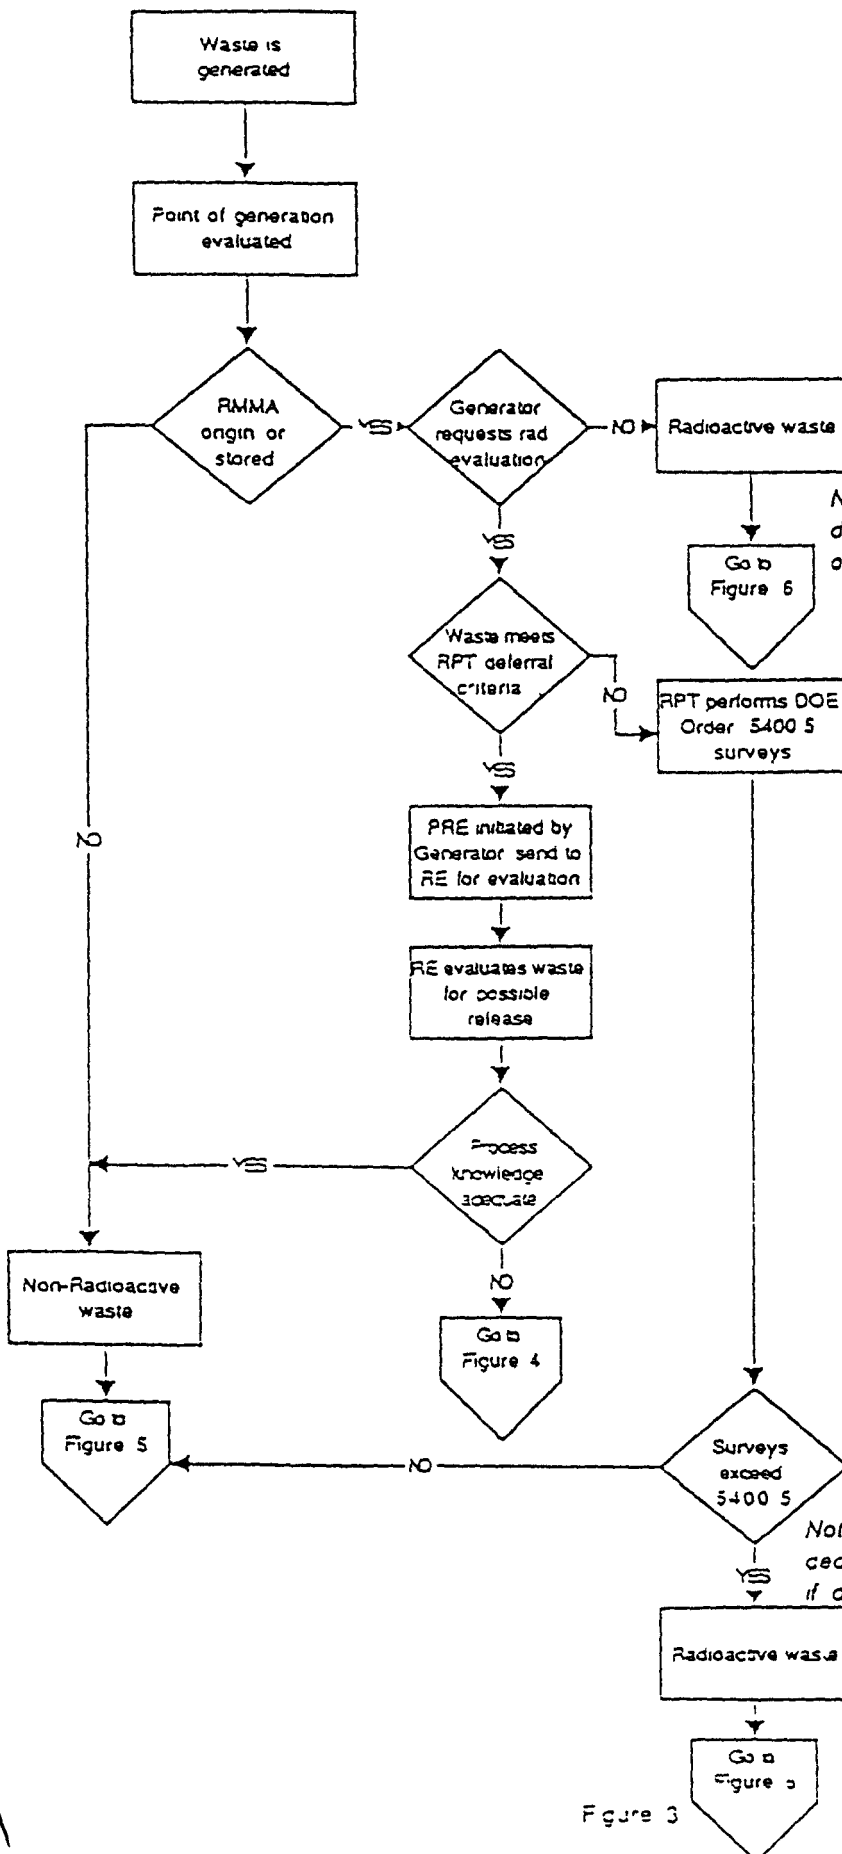 Waste is
generated
Point of generation
evaluated
RMMA
origin or
stored
YES
Generator
requests rad
evaluation
NO
Radioactive waste
YES
Go to
Figure 6
Waste meets
RPT deferral
criteria
NO
RPT performs DOE
Order 5400 5
surveys
YES
NO
PRE initiated by
Generator send to
RE for evaluation
RE evaluates waste
for possible
release
Process
knowledge
adequate
YES
Non-Radioactive
waste
NO
Go to
Figure 4
Go to
Figure 5
NO
Surveys
exceed
5400 5
YES
if
Radioactive waste
Go to
Figure
Figure 3